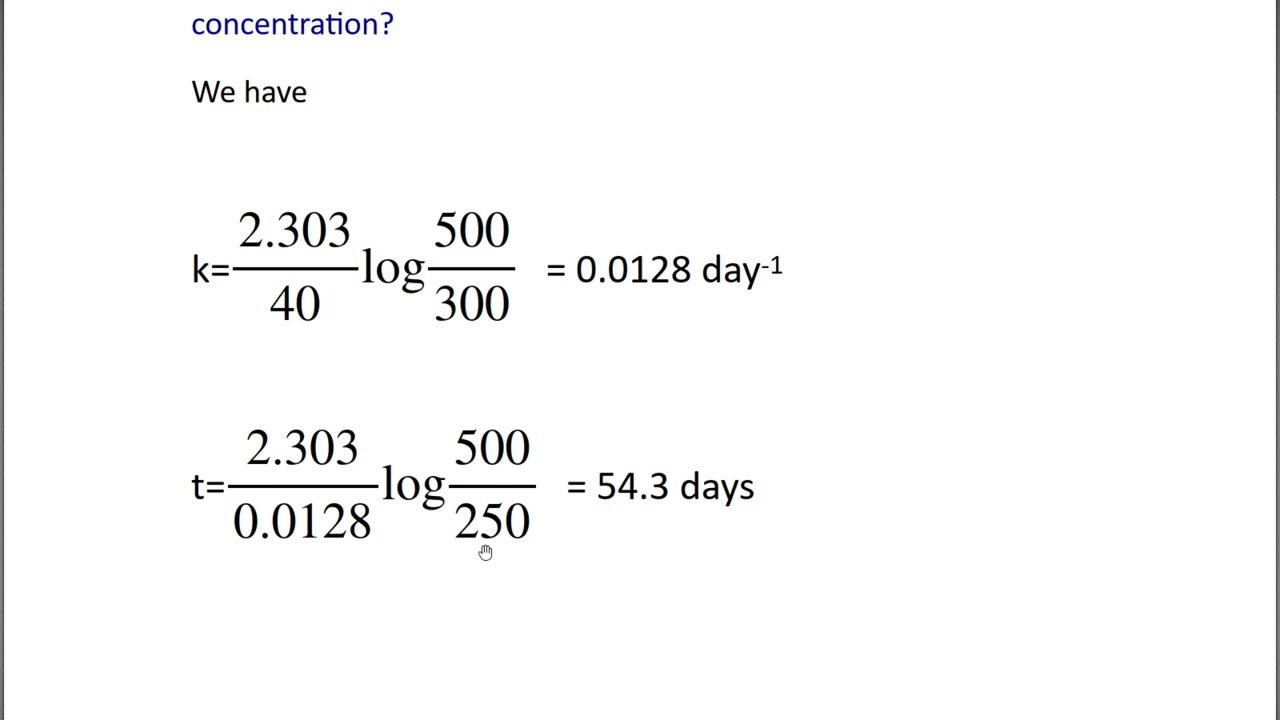 concentration?
We have
k= 2.303/40 log 500/300 = 0.0128 day⁻¹
t= 2.303/0.0128 log 500/250 = 54.3 days